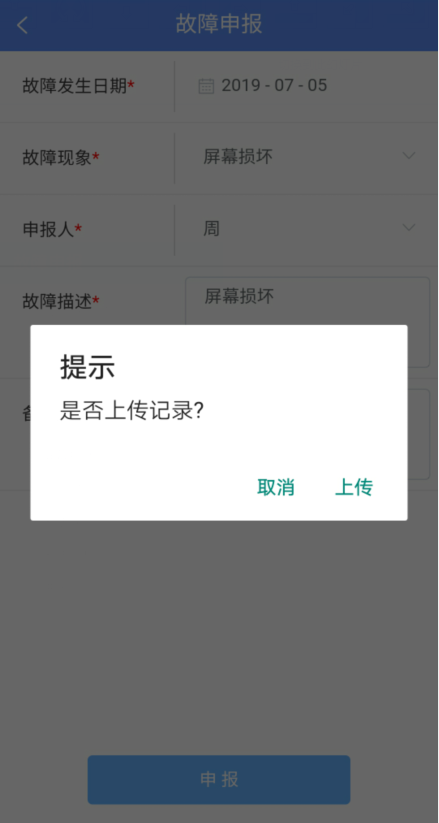 故障申报
故障发生日期* 2019 - 07 - 05
故障现象* 屏幕损坏
申报人* 周
故障描述* 屏幕损坏
提示
是否上传记录?
取消 上传
申报